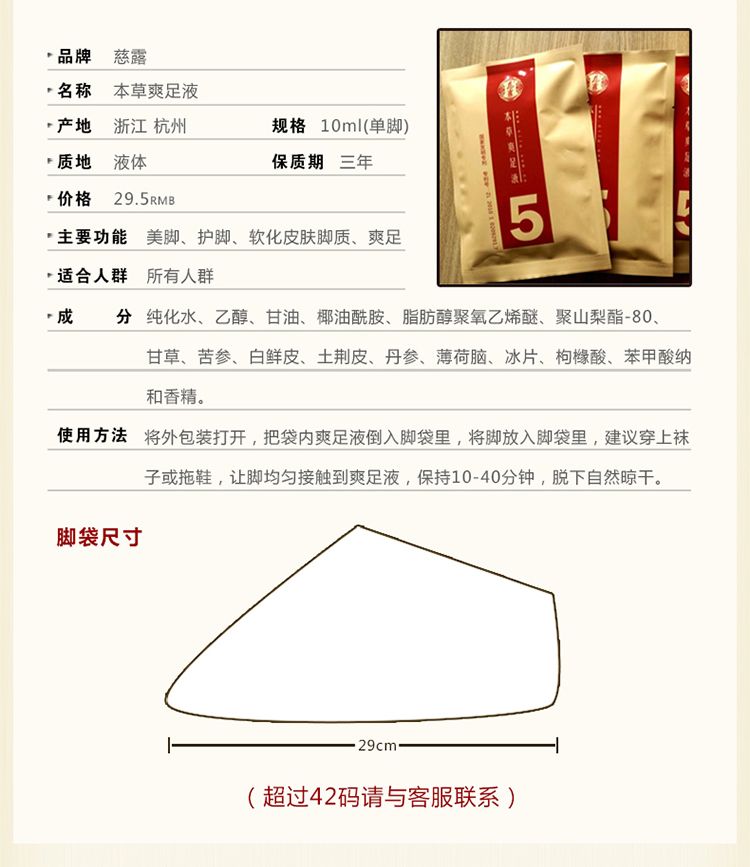 品牌 慈露
名称 本草爽足液
产地 浙江 杭州 规格 10ml(单脚)
质地 液体 保质期 三年
价格 29.5RMB
主要功能 美脚、护脚、软化皮肤脚质、爽足
适合人群 所有人群
成 分 纯化水、乙醇、甘油、椰油酰胺、脂肪醇聚氧乙烯醚、聚山梨酯-80、
甘草、苦参、白鲜皮、土荆皮、丹参、薄荷脑、冰片、枸橼酸、苯甲酸纳
和香精。
使用方法 将外包装打开，把袋内爽足液倒入脚袋里，将脚放入脚袋里，建议穿上袜
子或拖鞋，让脚均匀接触到爽足液，保持10-40分钟，脱下自然晾干。
本草爽足液
5
5
5
脚袋尺寸
29cm
（ 超过42码请与客服联系 ）